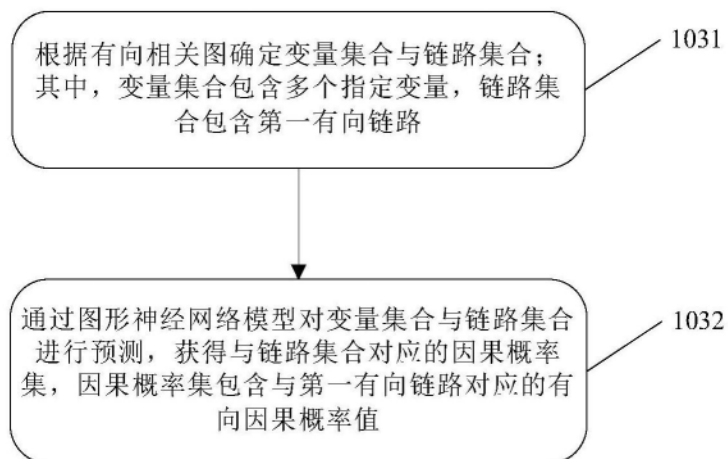 根据有向相关图确定变量集合与链路集合；
其中，变量集合包含多个指定变量，链路集
合包含第一有向链路
1031
通过图形神经网络模型对变量集合与链路集合
进行预测，获得与链路集合对应的因果概率
集，因果概率集包含与第一有向链路对应的有
向因果概率值
1032